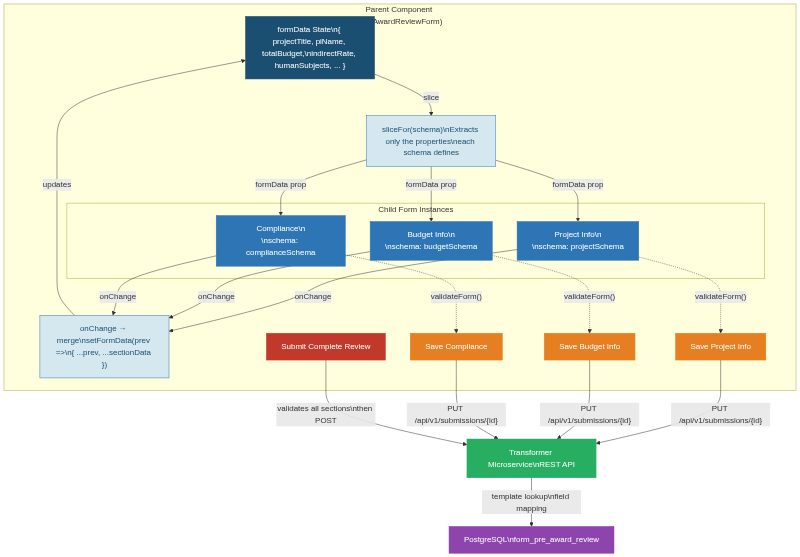 Parent Component
AwardReviewForm)
formData State\n{
projectTitle, piName,
totalBudget,\nindirectRate,
humanSubjects, ... }
slice
sliceFor(schema)\nExtracts
only the properties\neach
schema defines
updates
formData prop
formData prop
formData prop
Child Form Instances
Compliance\n
\nschema:
complianceSchema
Budget Info\n
\nschema: budgetSchema
Project Info\n
\nschema: projectSchema
onChange
onChange
onChange
validateForm()
validateForm()
validateForm()
onChange →
merge\nsetFormData(prev
=>\n{ ...prev, ...sectionData
})
Submit Complete Review
Save Compliance
Save Budget Info
Save Project Info
validates all sections\nthen
POST
PUT
/api/v1/submissions/{id}
PUT
/api/v1/submissions/{id}
PUT
/api/v1/submissions/{id}
Transformer
Microservice\nREST API
template lookup\nfield
mapping
PostgreSQL\nform_pre_award_review